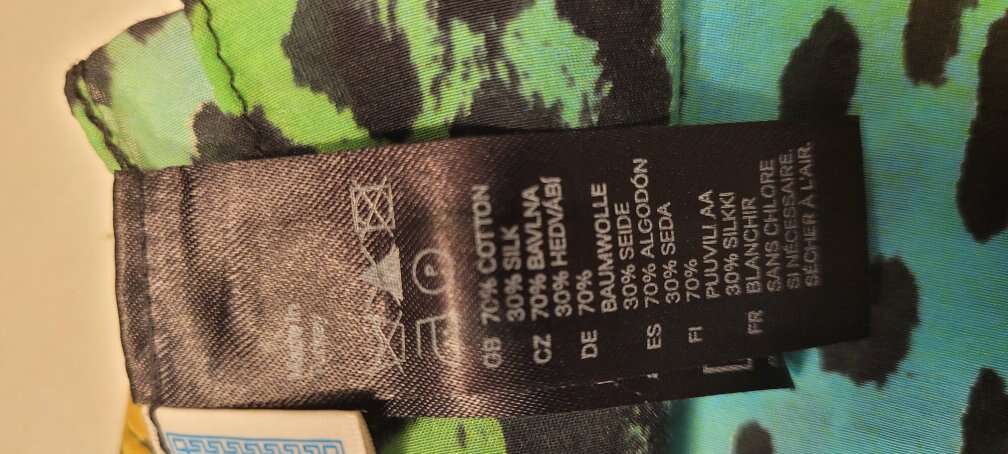 GB 70% COTTON
30% SILK
CZ 70% BAVLNA
30% HEDVÁBÍ
DE 70%
BAUMWOLLE
30% SEIDE
ES 70% ALGODÓN
30% SEDA
FI 70%
PUUVILLAA
30% SILKKI
FR BLANCHIR
SANS CHLORE
SI NÉCESSAIRE.
SÉCHER À L'AIR.
P